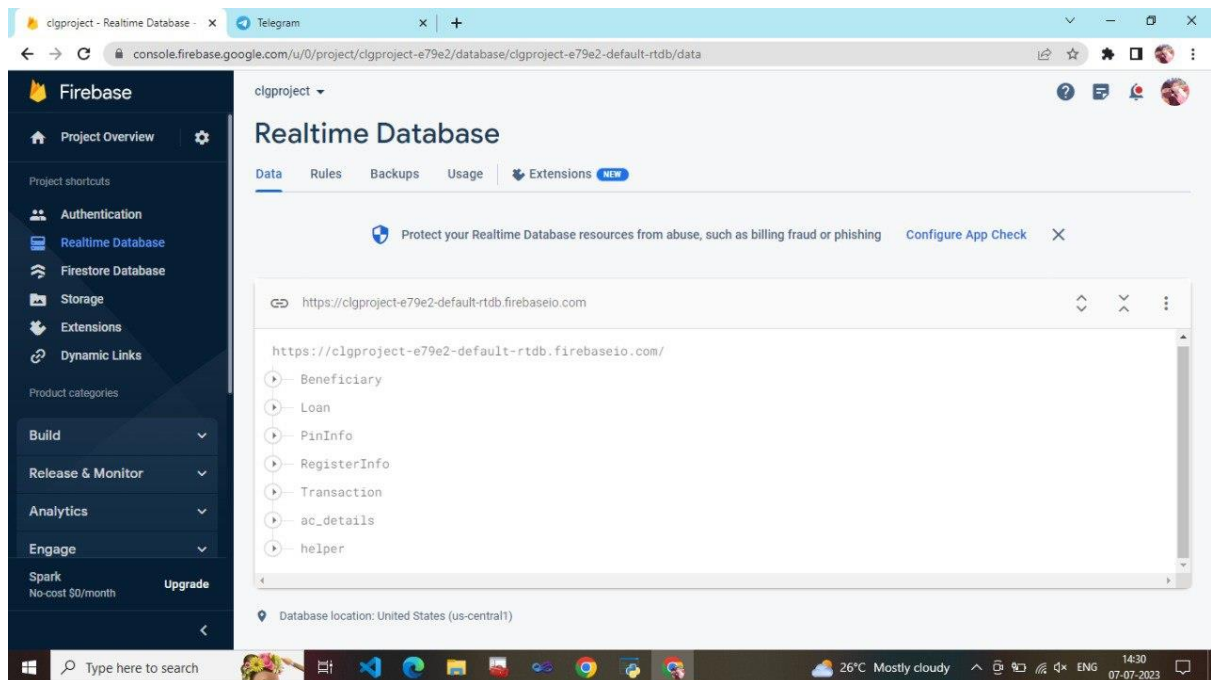 clgproject - Realtime Database -
Telegram
console.firebase.google.com/u/0/project/clgproject-e79e2/database/clgproject-e79e2-default-rtdb/data
Firebase
clgproject
Project Overview
Realtime Database
Data Rules Backups Usage Extensions NEW
Project shortcuts
Authentication
Realtime Database
Firestore Database
Storage
Extensions
Dynamic Links
Product categories
Build
Release & Monitor
Analytics
Engage
Spark
No-cost $0/month
Upgrade
Protect your Realtime Database resources from abuse, such as billing fraud or phishing Configure App Check
https://clgproject-e79e2-default-rtdb.firebaseio.com
https://clgproject-e79e2-default-rtdb.firebaseio.com/
Beneficiary
Loan
PinInfo
RegisterInfo
Transaction
ac_details
helper
Database location: United States (us-central1)
Type here to search
26°C Mostly cloudy
ENG
14:30
07-07-2023